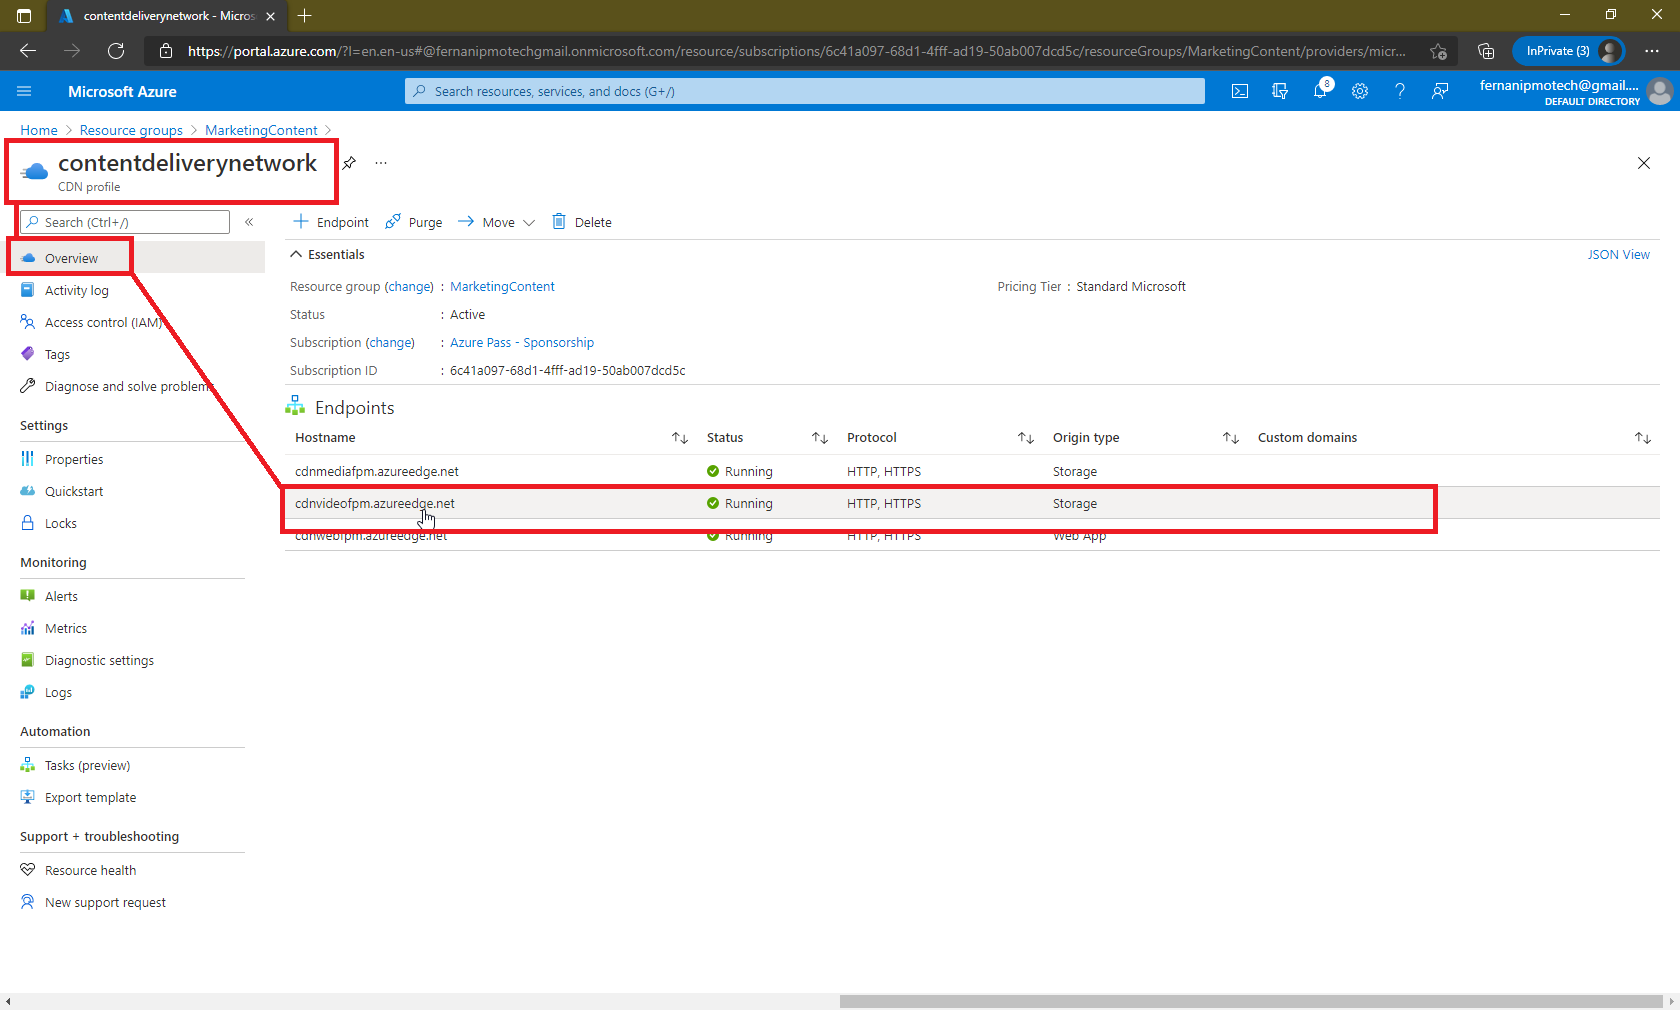 contentdeliverynetwork - Micros
https://portal.azure.com/?l=en.en-us#@fernanipmotechgmail.onmicrosoft.com/resource/subscriptions/6c41a097-68d1-4fff-ad19-50ab007dcd5c/resourceGroups/MarketingContent/providers/micr...
InPrivate (3)
Microsoft Azure
Search resources, services, and docs (G+/)
8
fernanipmotech@gmail....
DEFAULT DIRECTORY
Home > Resource groups > MarketingContent >
contentdeliverynetwork
CDN profile
Search (Ctrl+/)
Endpoint Purge Move Delete
Overview
Activity log
Access control (IAM)
Tags
Diagnose and solve problems
Settings
Properties
Quickstart
Locks
Monitoring
Alerts
Metrics
Diagnostic settings
Logs
Automation
Tasks (preview)
Export template
Support + troubleshooting
Resource health
New support request
Essentials
JSON View
Resource group (change) : MarketingContent
Pricing Tier : Standard Microsoft
Status : Active
Subscription (change) : Azure Pass - Sponsorship
Subscription ID : 6c41a097-68d1-4fff-ad19-50ab007dcd5c
Endpoints
Hostname Status Protocol Origin type Custom domains
cdnmediafpm.azureedge.net Running HTTP, HTTPS Storage
cdnvideofpm.azureedge.net Running HTTP, HTTPS Storage
cdnwebfpm.azureedge.net Running HTTP, HTTPS Web App